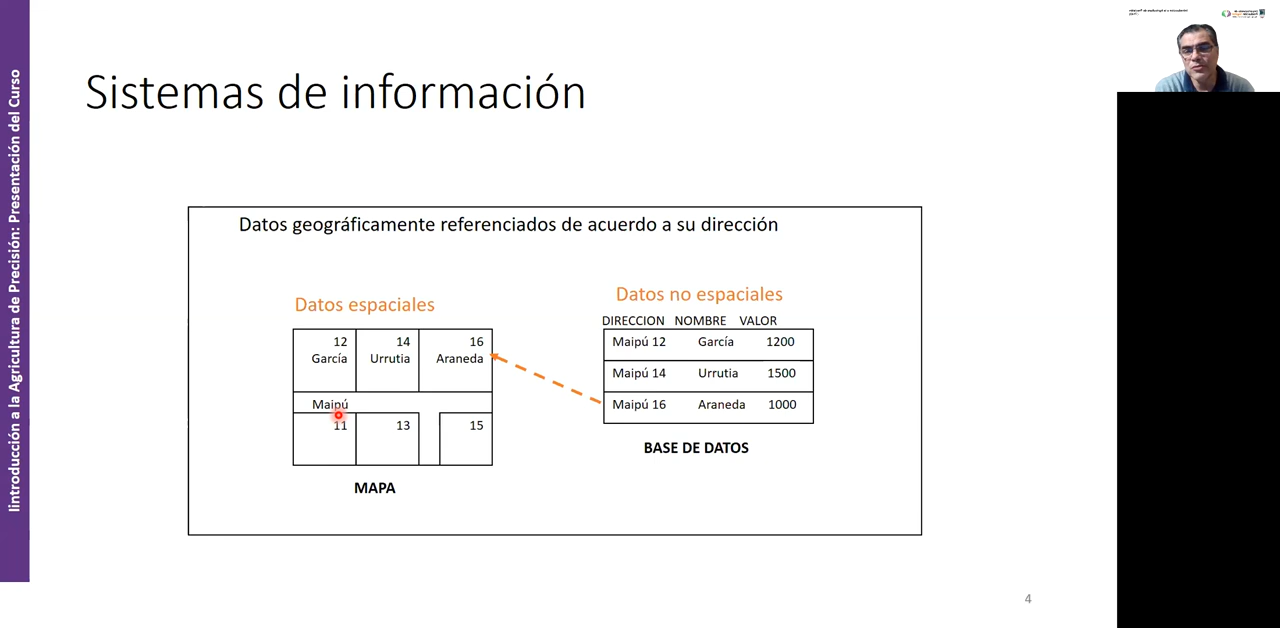 Iintroducción a la Agricultura de Precisión: Presentación del Curso
Sistemas de información
Datos geográficamente referenciados de acuerdo a su dirección
Datos espaciales
12 14 16
García Urrutia Araneda
Maipú
11 13 15
MAPA
Datos no espaciales
DIRECCION NOMBRE VALOR
Maipú 12 García 1200
Maipú 14 Urrutia 1500
Maipú 16 Araneda 1000
BASE DE DATOS
4